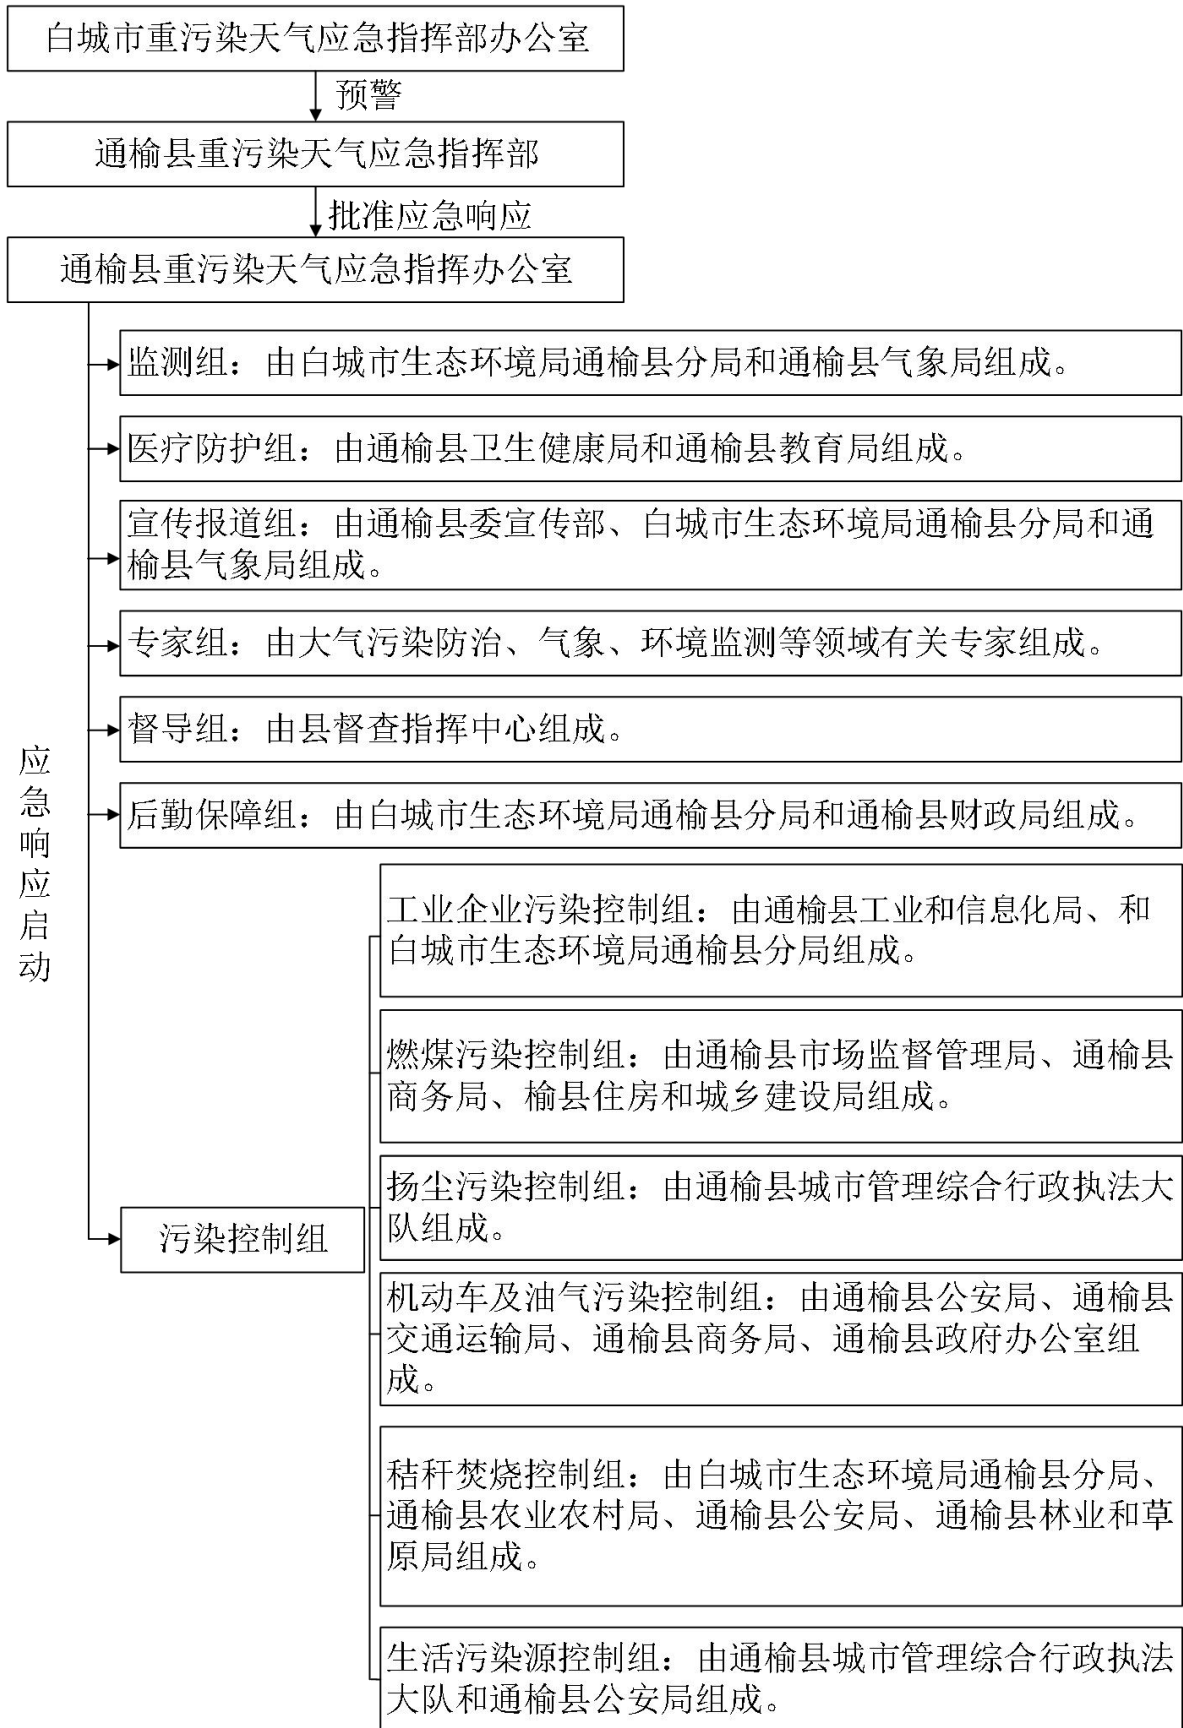 白城市重污染天气应急指挥部办公室
预警
通榆县重污染天气应急指挥部
批准应急响应
通榆县重污染天气应急指挥办公室
监测组：由白城市生态环境局通榆县分局和通榆县气象局组成。
医疗防护组：由通榆县卫生健康局和通榆县教育局组成。
宣传报道组：由通榆县委宣传部、白城市生态环境局通榆县分局和通
榆县气象局组成。
专家组：由大气污染防治、气象、环境监测等领域有关专家组成。
督导组：由县督查指挥中心组成。
后勤保障组：由白城市生态环境局通榆县分局和通榆县财政局组成。
应急响应启动
污染控制组
工业企业污染控制组：由通榆县工业和信息化局、和
白城市生态环境局通榆县分局组成。
燃煤污染控制组：由通榆县市场监督管理局、通榆县
商务局、榆县住房和城乡建设局组成。
扬尘污染控制组：由通榆县城市管理综合行政执法大
队组成。
机动车及油气污染控制组：由通榆县公安局、通榆县
交通运输局、通榆县商务局、通榆县政府办公室组
成。
秸秆焚烧控制组：由白城市生态环境局通榆县分局、
通榆县农业农村局、通榆县公安局、通榆县林业和草
原局组成。
生活污染源控制组：由通榆县城市管理综合行政执法
大队和通榆县公安局组成。